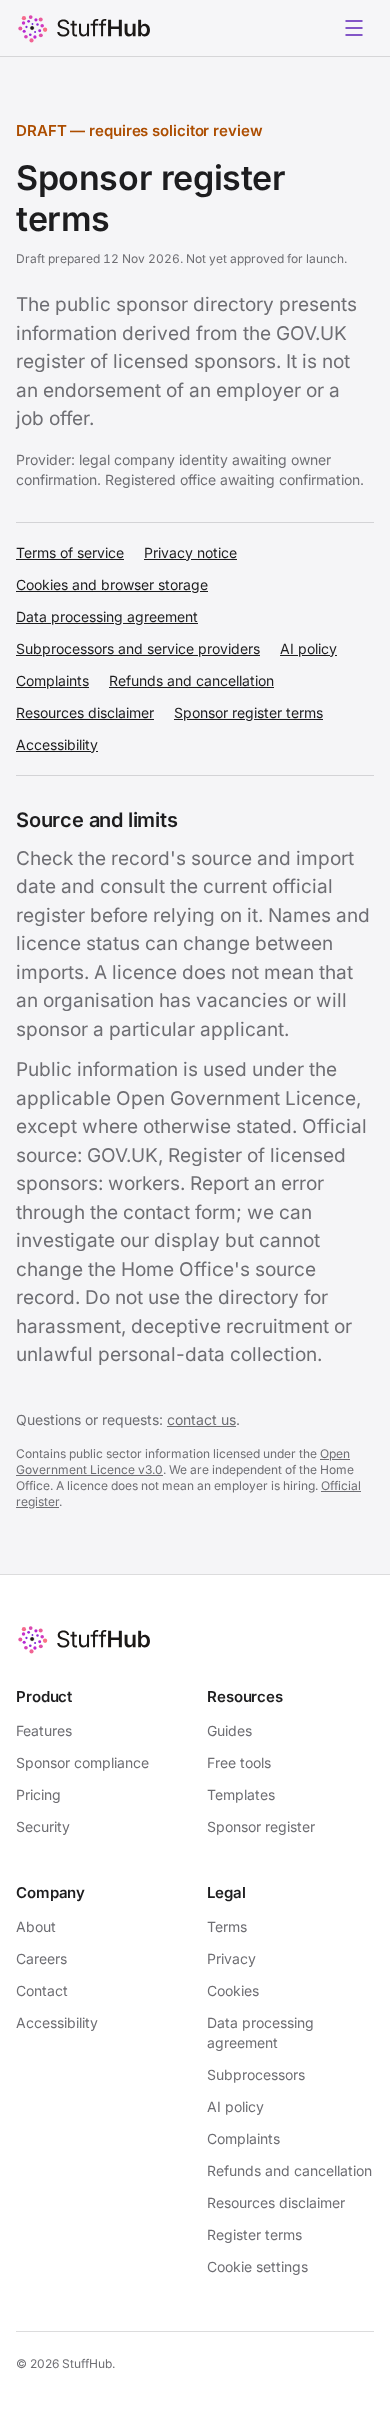 StuffHub
DRAFT — requires solicitor review
Sponsor register
terms
Draft prepared 12 Nov 2026. Not yet approved for launch.
The public sponsor directory presents
information derived from the GOV.UK
register of licensed sponsors. It is not
an endorsement of an employer or a
job offer.
Provider: legal company identity awaiting owner
confirmation. Registered office awaiting confirmation.
Terms of service Privacy notice
Cookies and browser storage
Data processing agreement
Subprocessors and service providers AI policy
Complaints Refunds and cancellation
Resources disclaimer Sponsor register terms
Accessibility
Source and limits
Check the record's source and import
date and consult the current official
register before relying on it. Names and
licence status can change between
imports. A licence does not mean that
an organisation has vacancies or will
sponsor a particular applicant.
Public information is used under the
applicable Open Government Licence,
except where otherwise stated. Official
source: GOV.UK, Register of licensed
sponsors: workers. Report an error
through the contact form; we can
investigate our display but cannot
change the Home Office's source
record. Do not use the directory for
harassment, deceptive recruitment or
unlawful personal-data collection.
Questions or requests: contact us.
Contains public sector information licensed under the Open
Government Licence v3.0. We are independent of the Home
Office. A licence does not mean an employer is hiring. Official
register.
StuffHub
Product
Features
Sponsor compliance
Pricing
Security
Resources
Guides
Free tools
Templates
Sponsor register
Company
About
Careers
Contact
Accessibility
Legal
Terms
Privacy
Cookies
Data processing
agreement
Subprocessors
AI policy
Complaints
Refunds and cancellation
Resources disclaimer
Register terms
Cookie settings
© 2026 StuffHub.